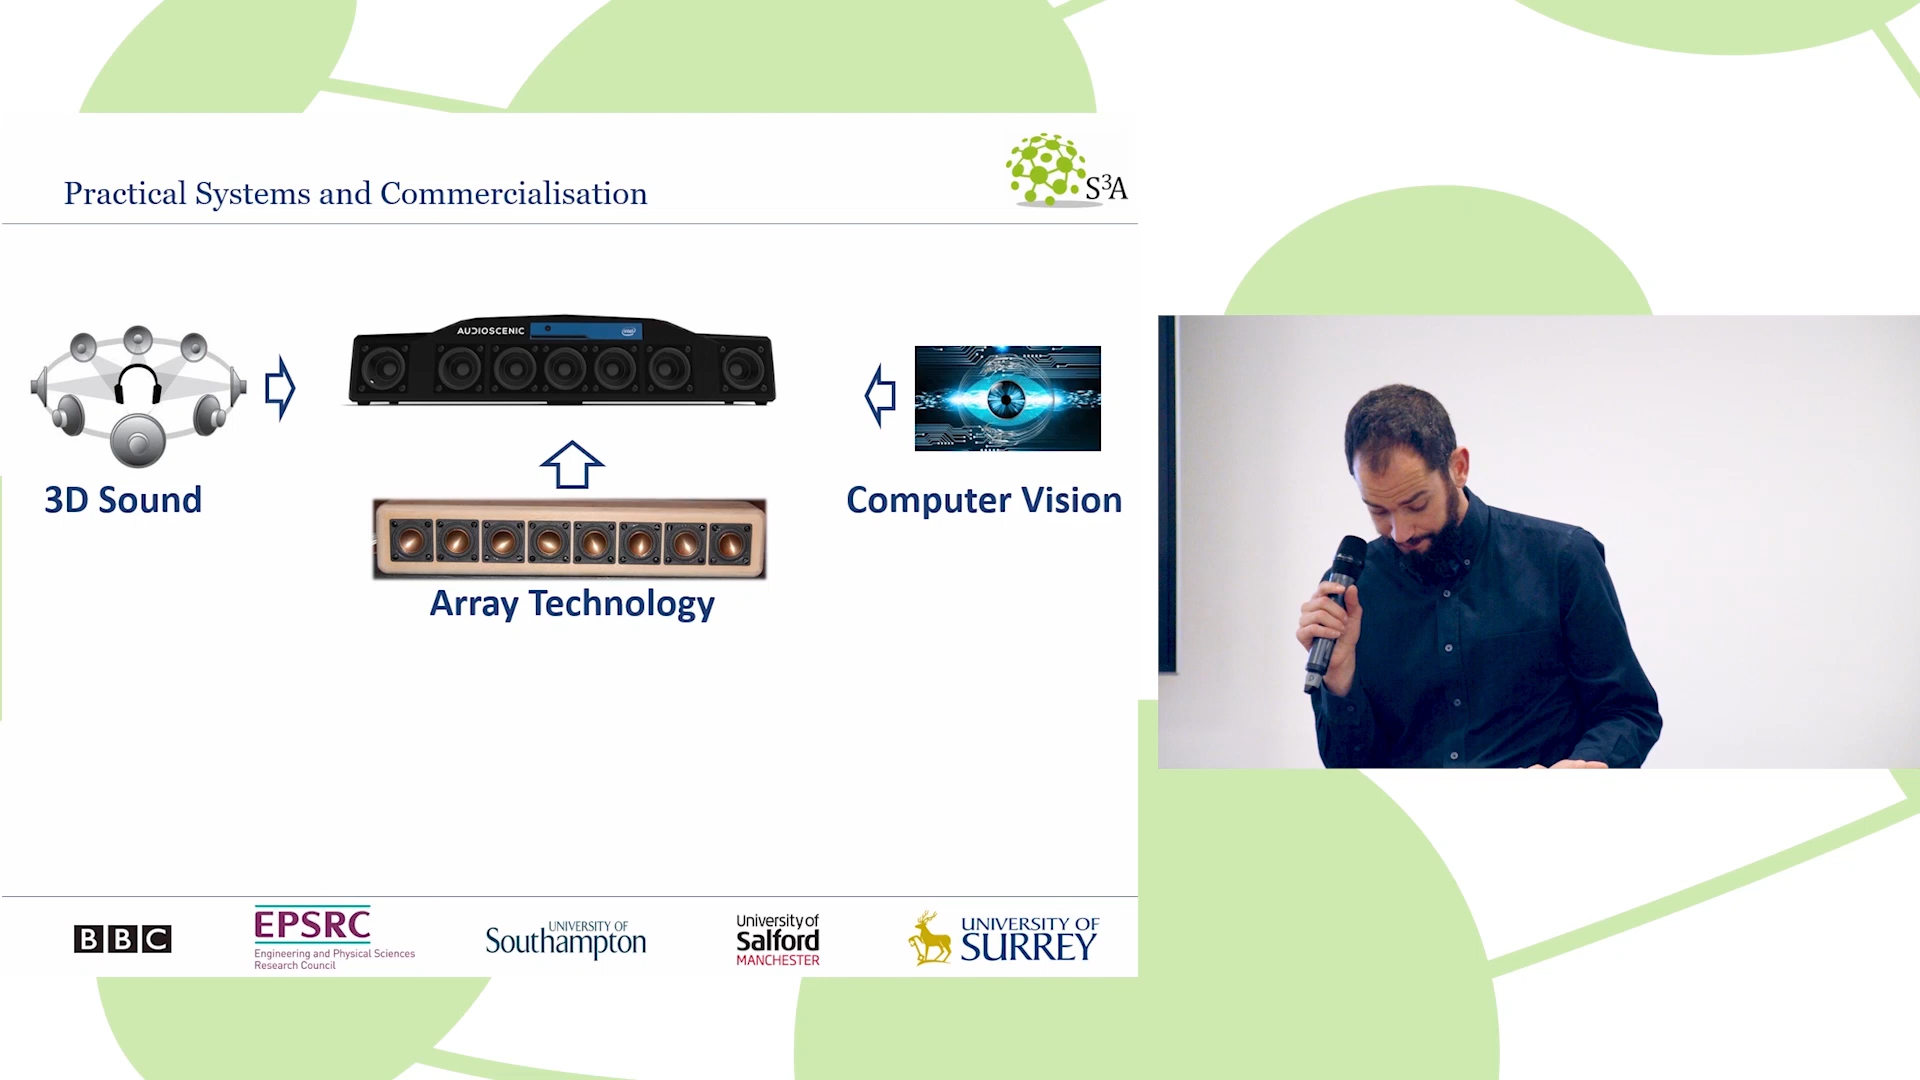 Practical Systems and Commercialisation
S³A
AUDIOSCENIC
intel
3D Sound
Computer Vision
Array Technology
BBC
EPSRC
Engineering and Physical Sciences
Research Council
UNIVERSITY OF
Southampton
University of
Salford
MANCHESTER
UNIVERSITY OF
SURREY